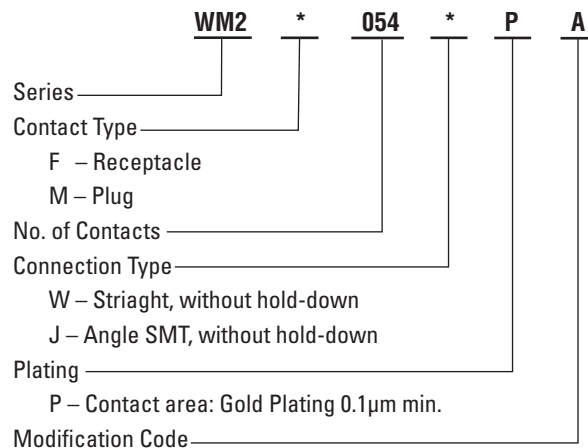 WM2 * 054 * P A
Series
Contact Type
F – Receptacle
M – Plug
No. of Contacts
Connection Type
W – Striaght, without hold-down
J – Angle SMT, without hold-down
Plating
P – Contact area: Gold Plating 0.1µm min.
Modification Code